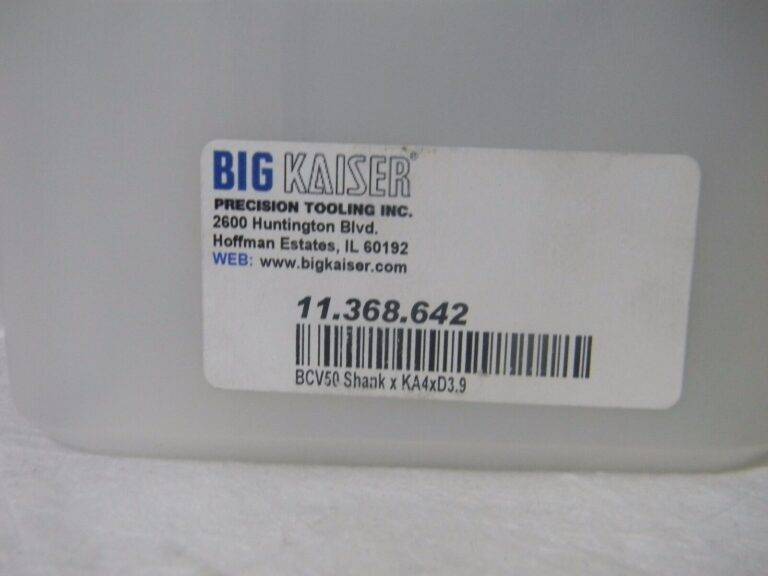 BIG KAISER®
PRECISION TOOLING INC.
2600 Huntington Blvd.
Hoffman Estates, IL 60192
WEB: www.bigkaiser.com
11.368.642
BCV50 Shank x KA4xD3.9